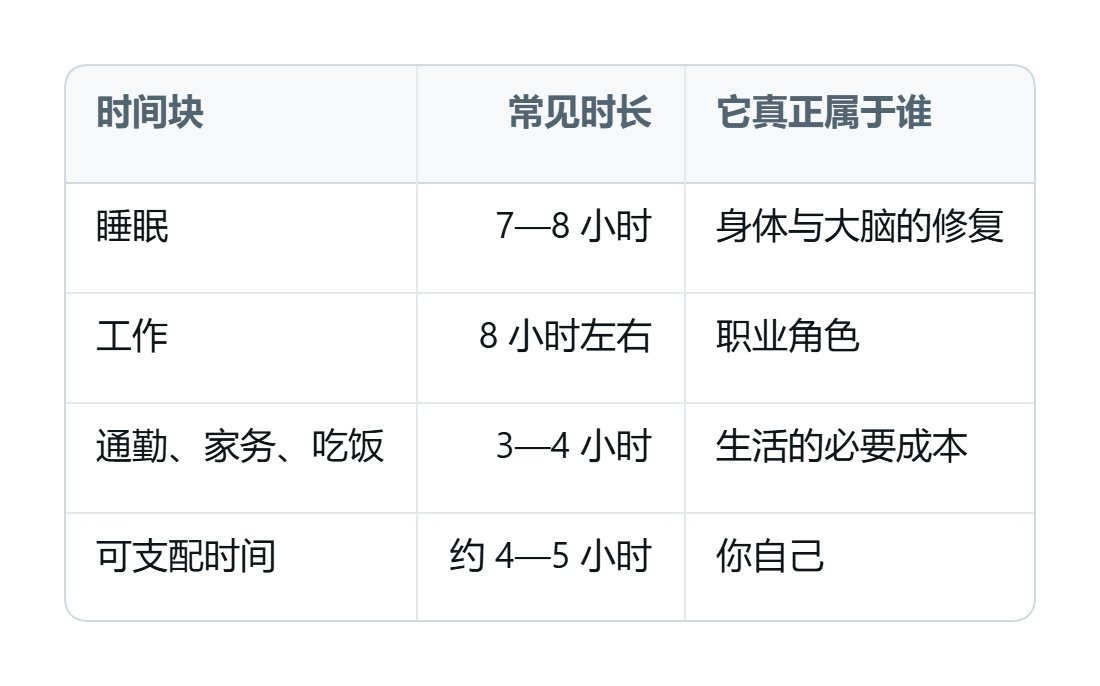 时间块 常见时长 它真正属于谁
睡眠 7—8 小时 身体与大脑的修复
工作 8 小时左右 职业角色
通勤、家务、吃饭 3—4 小时 生活的必要成本
可支配时间 约 4—5 小时 你自己